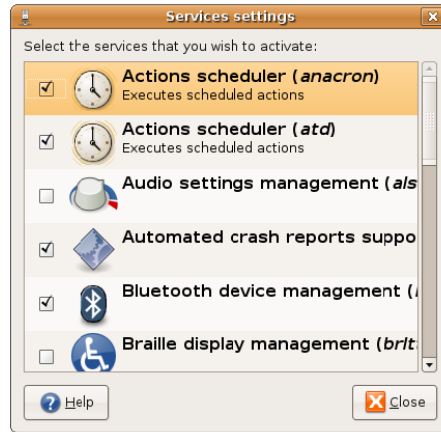 Services settings
Select the services that you wish to activate:
Actions scheduler (anacron)
Executes scheduled actions
Actions scheduler (atd)
Executes scheduled actions
Audio settings management (als
Automated crash reports suppo
Bluetooth device management (
Braille display management (brlt
Help
Close